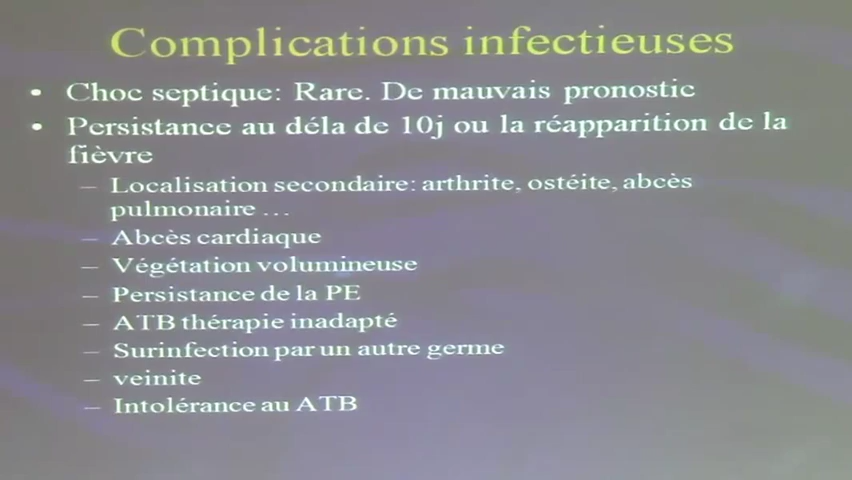 Complications infectieuses
• Choc septique: Rare. De mauvais pronostic
• Persistance au déla de 10j ou la réapparition de la
fièvre
– Localisation secondaire: arthrite, ostéite, abcès
pulmonaire …
– Abcès cardiaque
– Végétation volumineuse
– Persistance de la PE
– ATB thérapie inadapté
– Surinfection par un autre germe
– veinite
– Intolérance au ATB